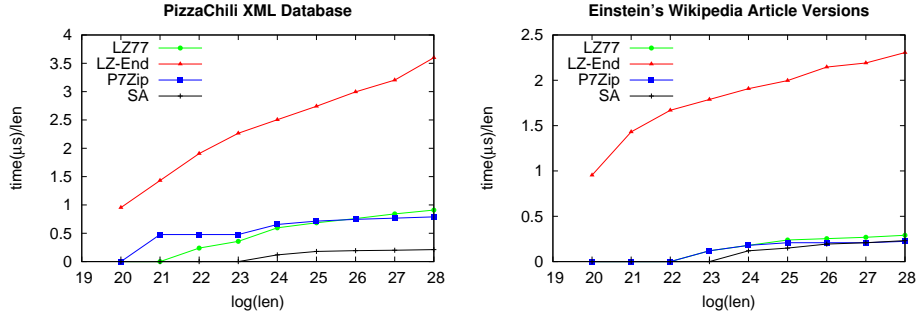 PizzaChili XML Database
4
3.5
3
2.5
2
1.5
1
0.5
0
time(μs)/len
LZ77
LZ-End
P7Zip
SA
19 20 21 22 23 24 25 26 27 28
log(len)
Einstein's Wikipedia Article Versions
2.5
2
1.5
1
0.5
0
time(μs)/len
LZ77
LZ-End
P7Zip
SA
19 20 21 22 23 24 25 26 27 28
log(len)